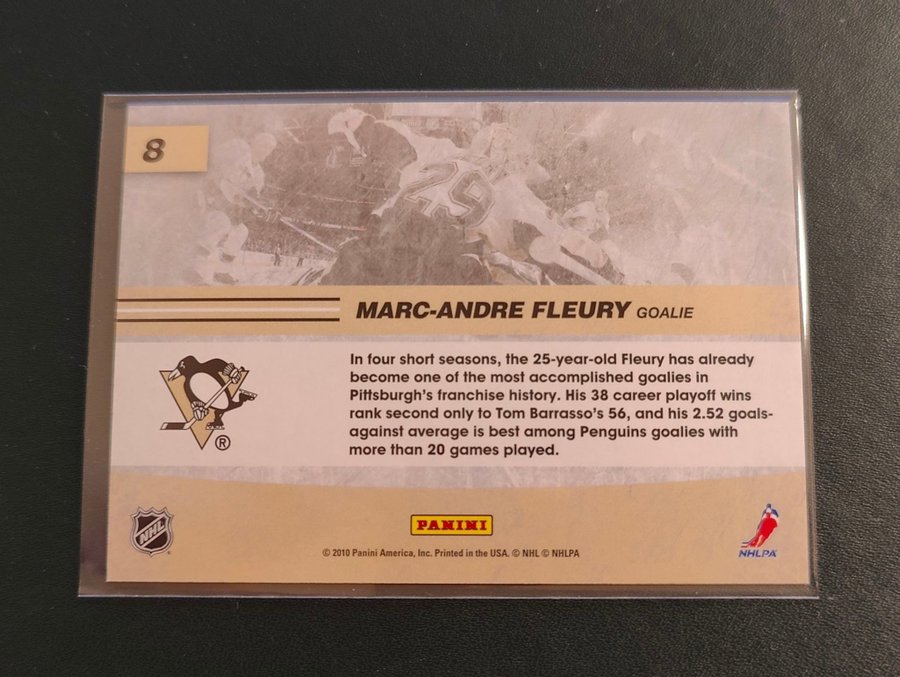 8
29
MARC-ANDRE FLEURY GOALIE
In four short seasons, the 25-year-old Fleury has already
become one of the most accomplished goalies in
Pittsburgh's franchise history. His 38 career playoff wins
rank second only to Tom Barrasso's 56, and his 2.52 goals-
against average is best among Penguins goalies with
more than 20 games played.
®
NHL
PANINI
© 2010 Panini America, Inc. Printed in the USA. © NHL © NHLPA
NHLPA